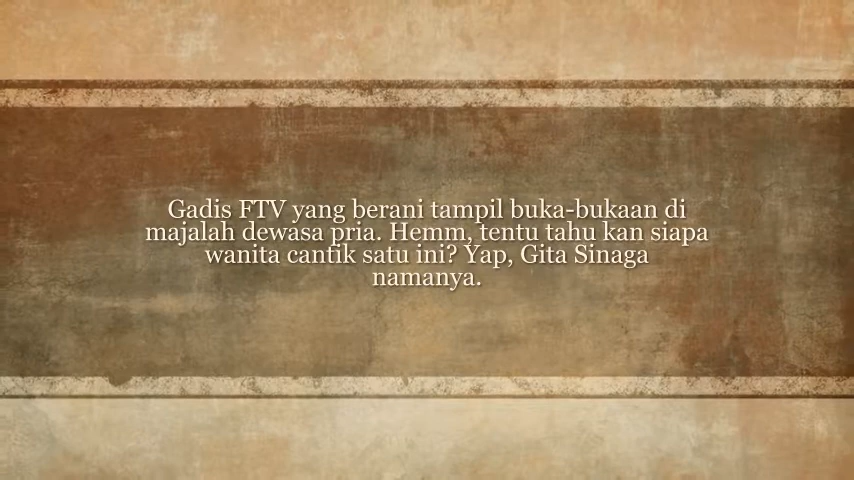 Gadis FTV yang berani tampil buka-bukaan di
majalah dewasa pria. Hemm, tentu tahu kan siapa
wanita cantik satu ini? Yap, Gita Sinaga
namanya.